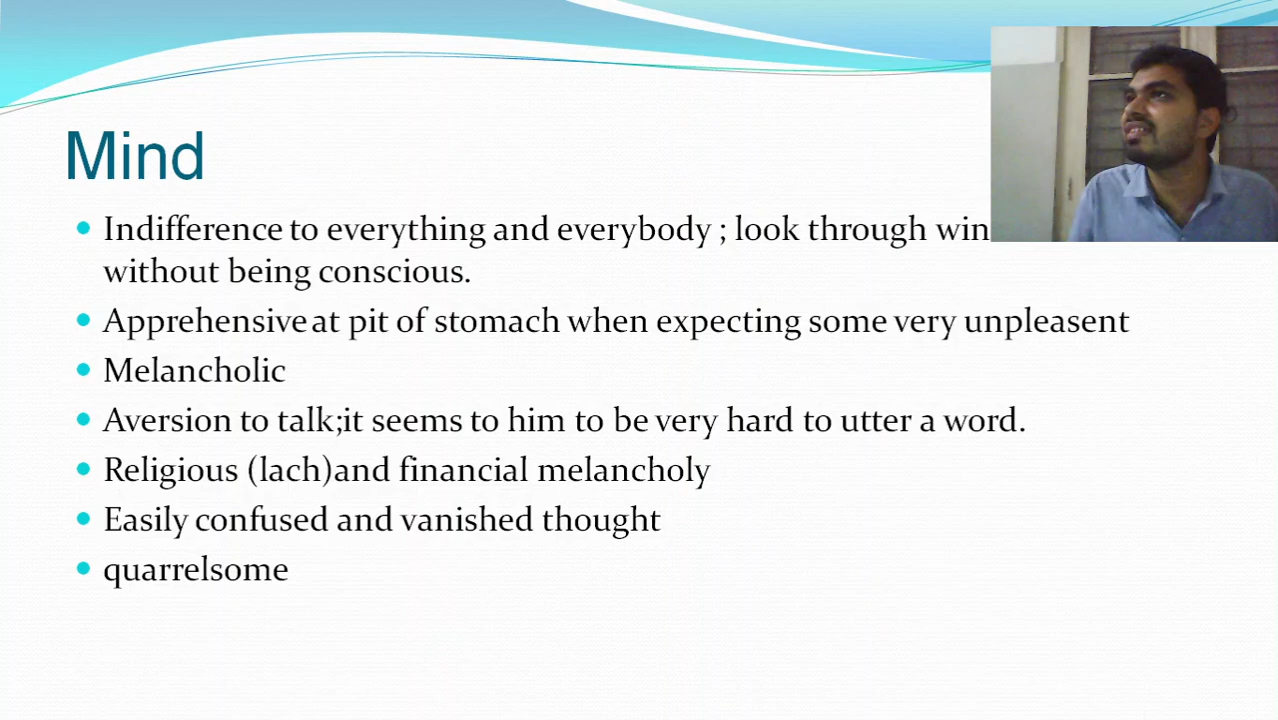 Mind
Indifference to everything and everybody ; look through
without being conscious.
Apprehensive at pit of stomach when expecting some very unpleasent
Melancholic
Aversion to talk;it seems to him to be very hard to utter a word.
Religious (lach)and financial melancholy
Easily confused and vanished thought
quarrelsome